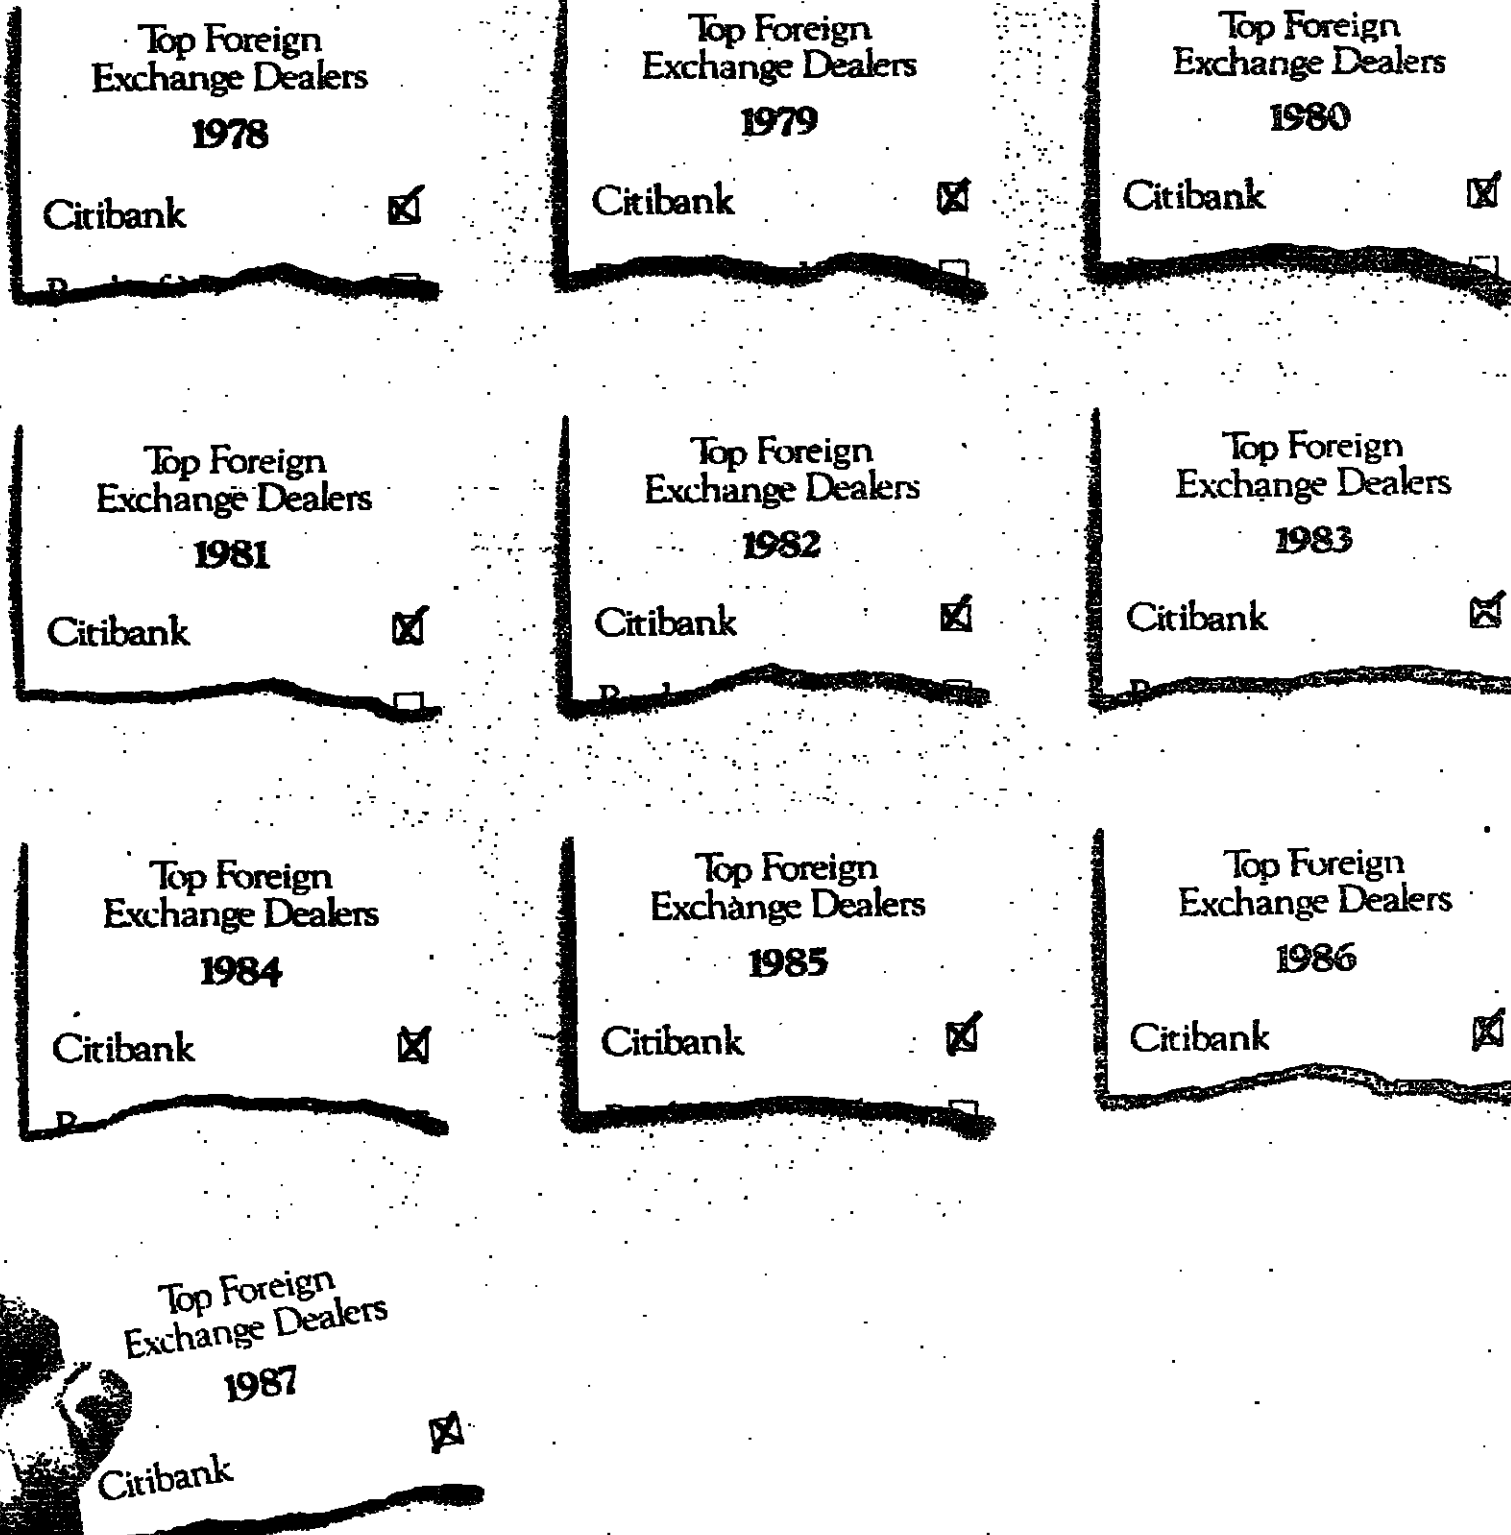 Top Foreign
Exchange Dealers
1978
Citibank
Top Foreign
Exchange Dealers
1979
Citibank
Top Foreign
Exchange Dealers
1980
Citibank
Top Foreign
Exchange Dealers
1981
Citibank
Top Foreign
Exchange Dealers
1982
Citibank
Top Foreign
Exchange Dealers
1983
Citibank
Top Foreign
Exchange Dealers
1984
Citibank
Top Foreign
Exchange Dealers
1985
Citibank
Top Foreign
Exchange Dealers
1986
Citibank
Top Foreign
Exchange Dealers
1987
Citibank